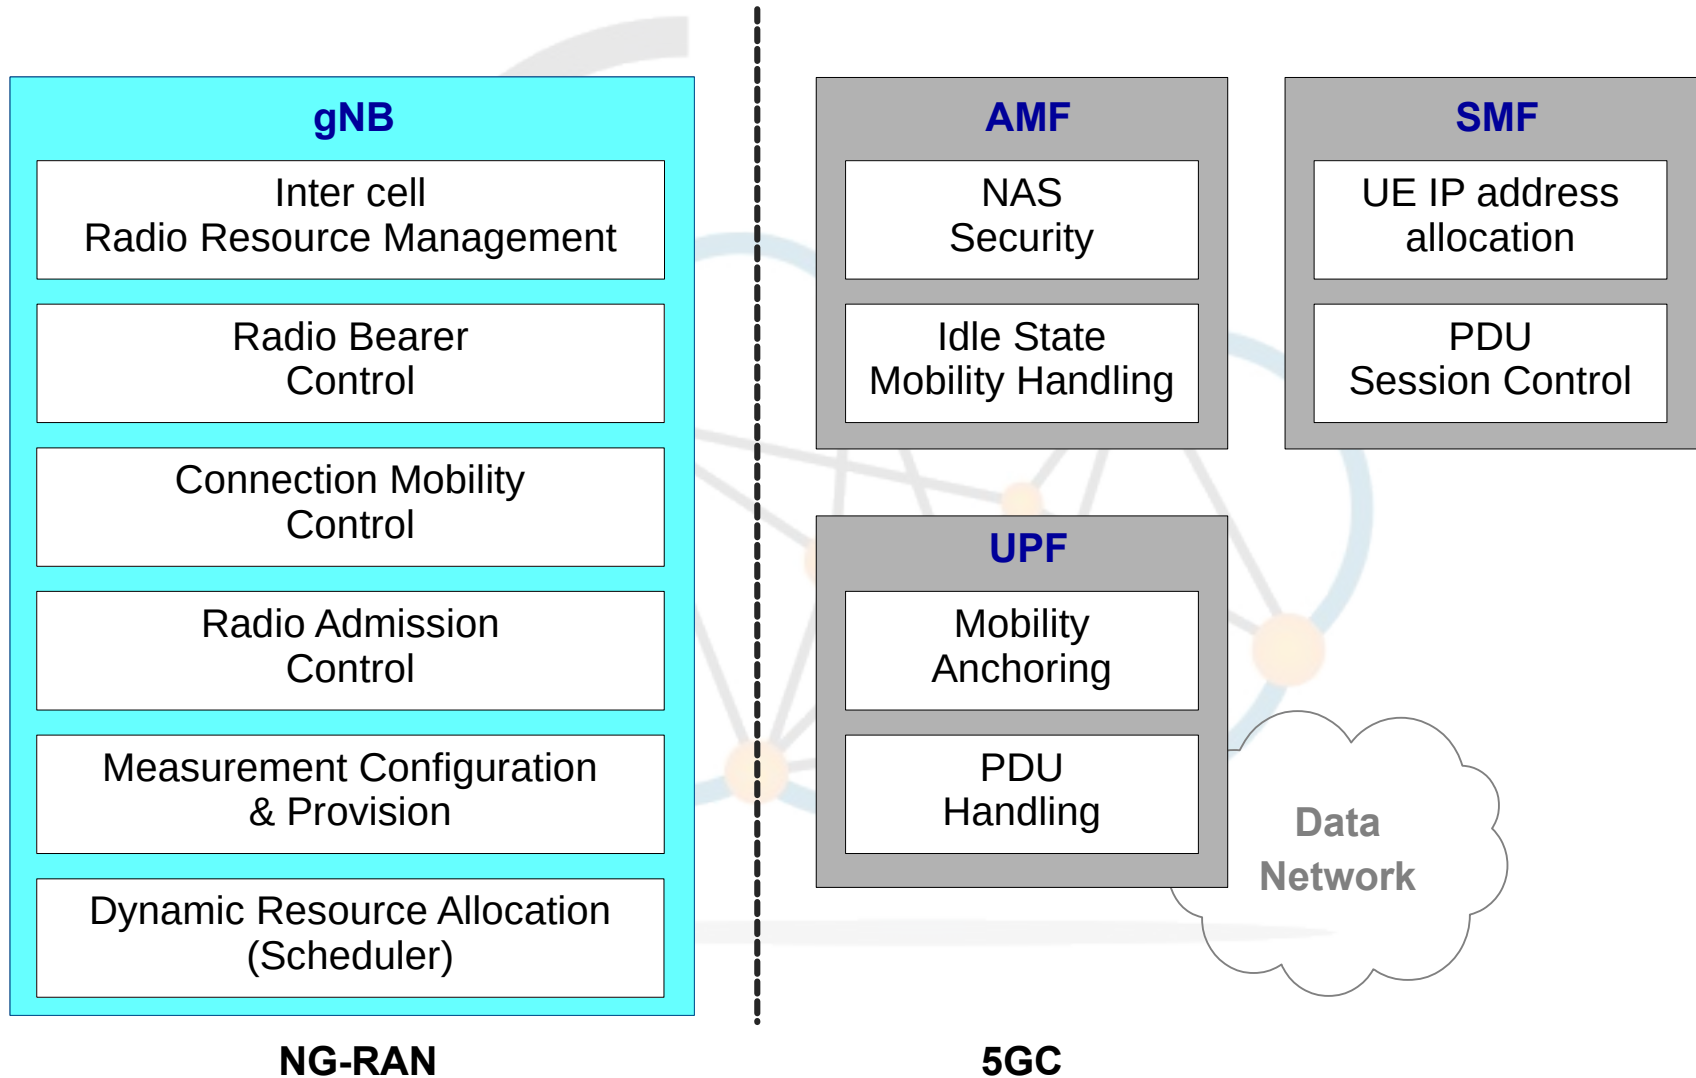 gNB
Inter cell
Radio Resource Management
Radio Bearer
Control
Connection Mobility
Control
Radio Admission
Control
Measurement Configuration
& Provision
Dynamic Resource Allocation
(Scheduler)
NG-RAN
AMF
NAS
Security
Idle State
Mobility Handling
SMF
UE IP address
allocation
PDU
Session Control
UPF
Mobility
Anchoring
PDU
Handling
Data
Network
5GC